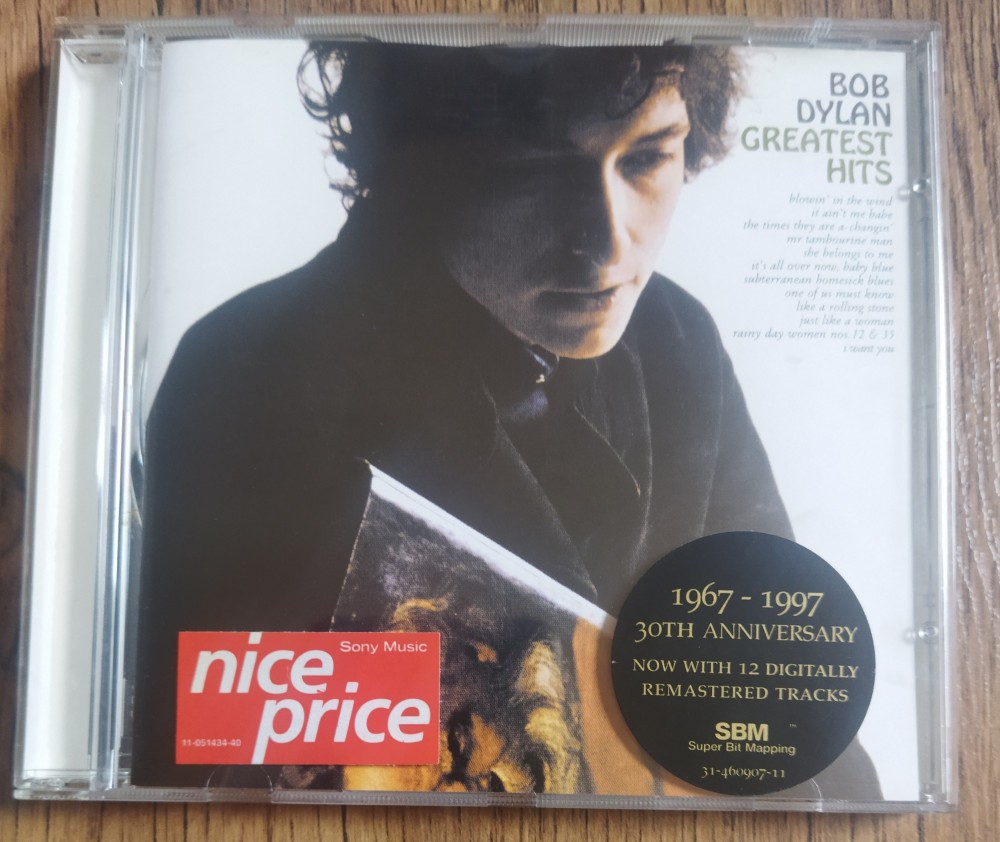 BOB
DYLAN
GREATEST
HITS
blowin' in the wind
it ain't me babe
the times they are a-changin'
mr tambourine man
she belongs to me
it's all over now, baby blue
subterranean homesick blues
one of us must know
like a rolling stone
just like a woman
rainy day women nos. 12 & 35
i want you
Sony Music
nice
price
11-051434-40
1967 - 1997
30TH ANNIVERSARY
NOW WITH 12 DIGITALLY
REMASTERED TRACKS
SBM™
Super Bit Mapping
31-460907-11